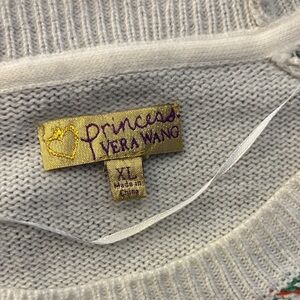 Princess
VERA WANG
XL
Made in
China